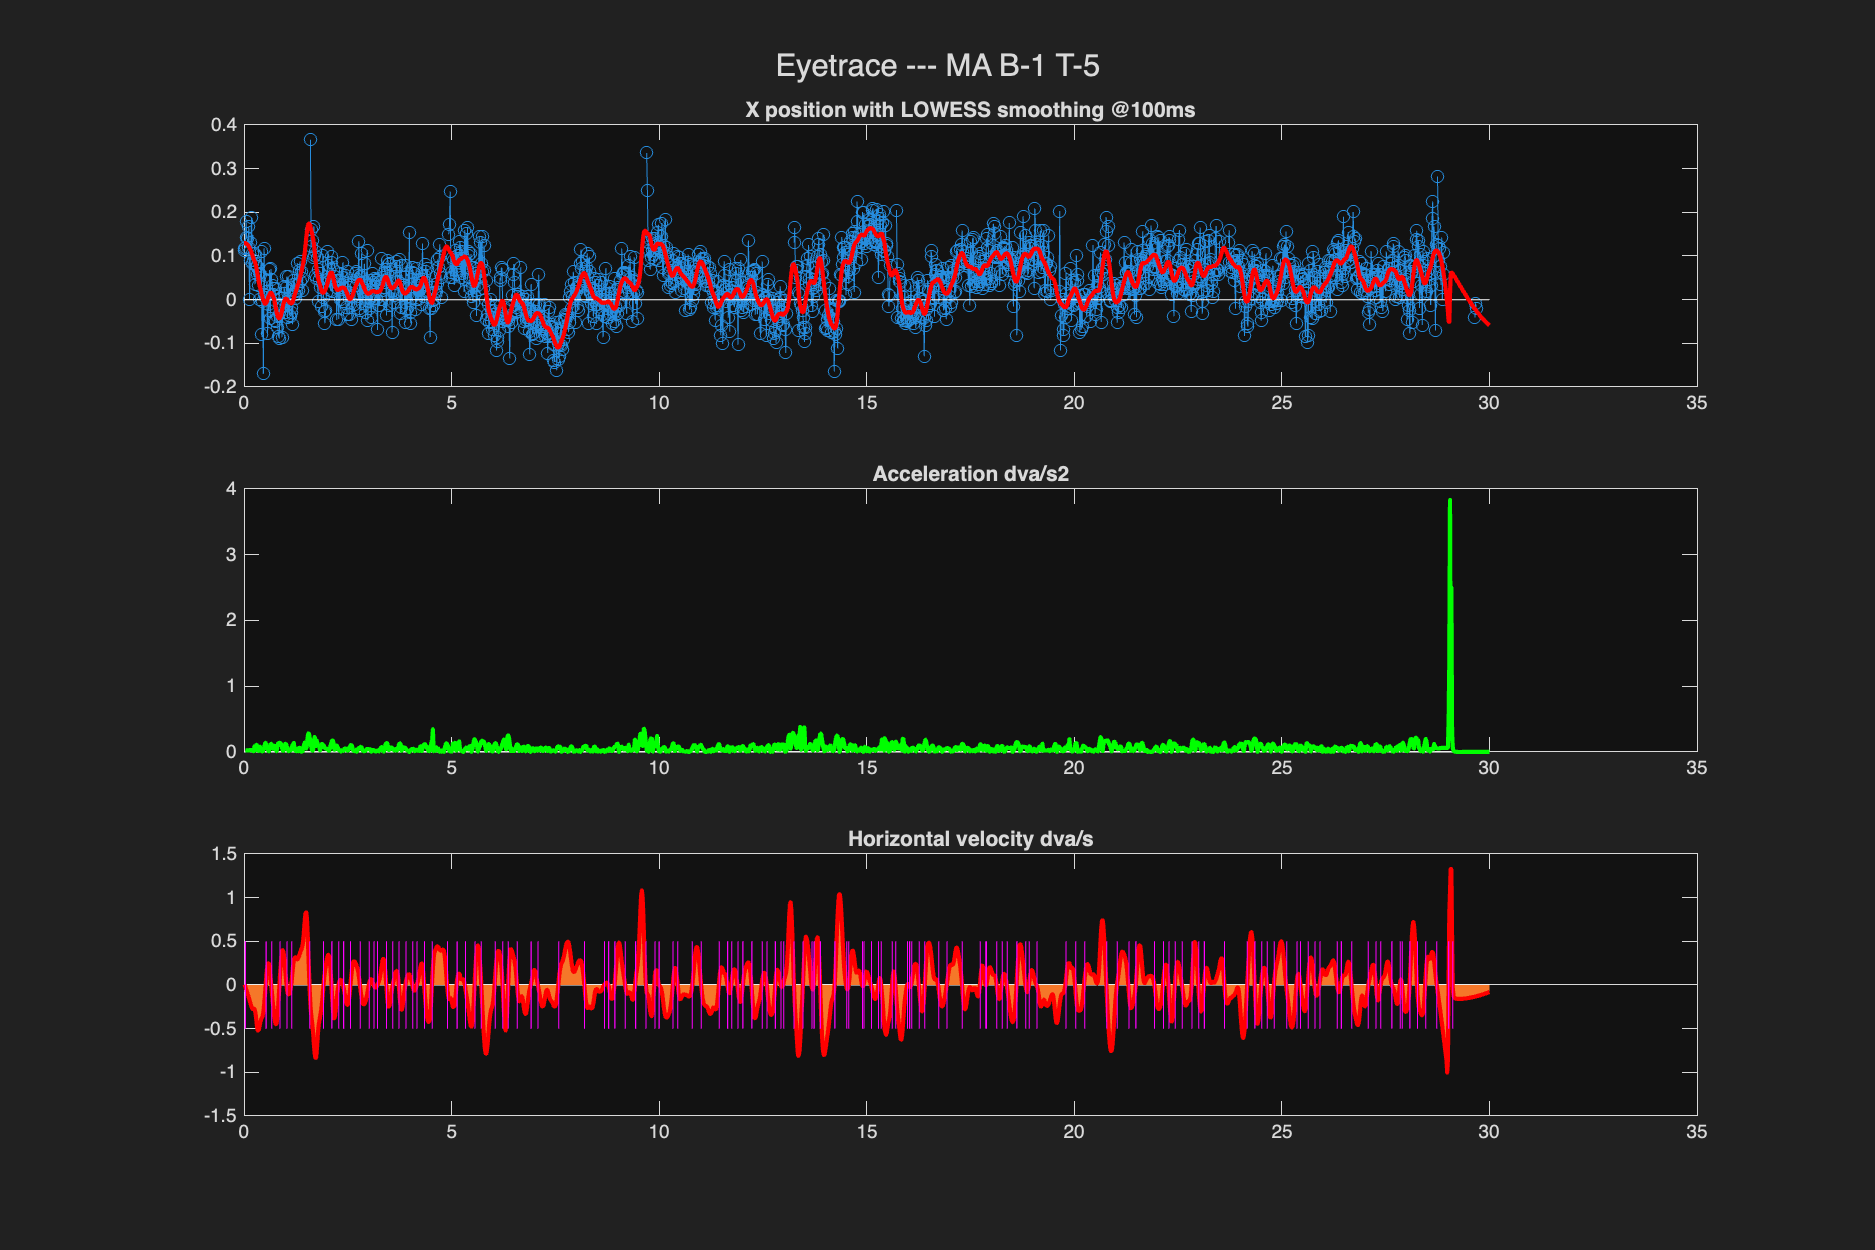 Eyetrace --- MA B-1 T-5
X position with LOWESS smoothing @100ms
0.4
0.3
0.2
0.1
0
-0.1
-0.2
0 5 10 15 20 25 30 35
Acceleration dva/s2
4
3
2
1
0
0 5 10 15 20 25 30 35
Horizontal velocity dva/s
1.5
1
0.5
0
-0.5
-1
-1.5
0 5 10 15 20 25 30 35